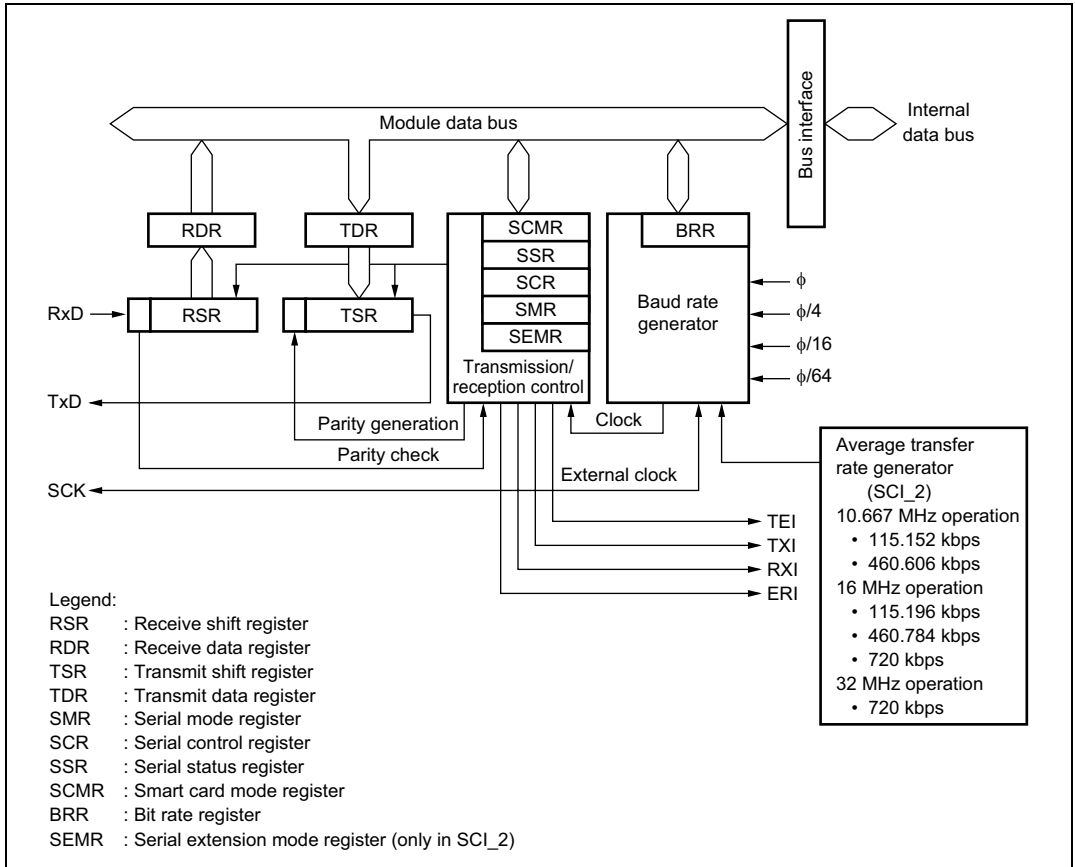 Module data bus
Bus interface
Internal
data bus
RDR
TDR
SCMR
SSR
SCR
SMR
SEMR
Transmission/
reception control
BRR
Baud rate
generator
ϕ
ϕ/4
ϕ/16
ϕ/64
RxD
RSR
TSR
TxD
Parity generation
Parity check
Clock
External clock
SCK
TEI
TXI
RXI
ERI
Average transfer
rate generator
(SCI_2)
10.667 MHz operation
• 115.152 kbps
• 460.606 kbps
16 MHz operation
• 115.196 kbps
• 460.784 kbps
• 720 kbps
32 MHz operation
• 720 kbps
Legend:
RSR : Receive shift register
RDR : Receive data register
TSR : Transmit shift register
TDR : Transmit data register
SMR : Serial mode register
SCR : Serial control register
SSR : Serial status register
SCMR : Smart card mode register
BRR : Bit rate register
SEMR : Serial extension mode register (only in SCI_2)